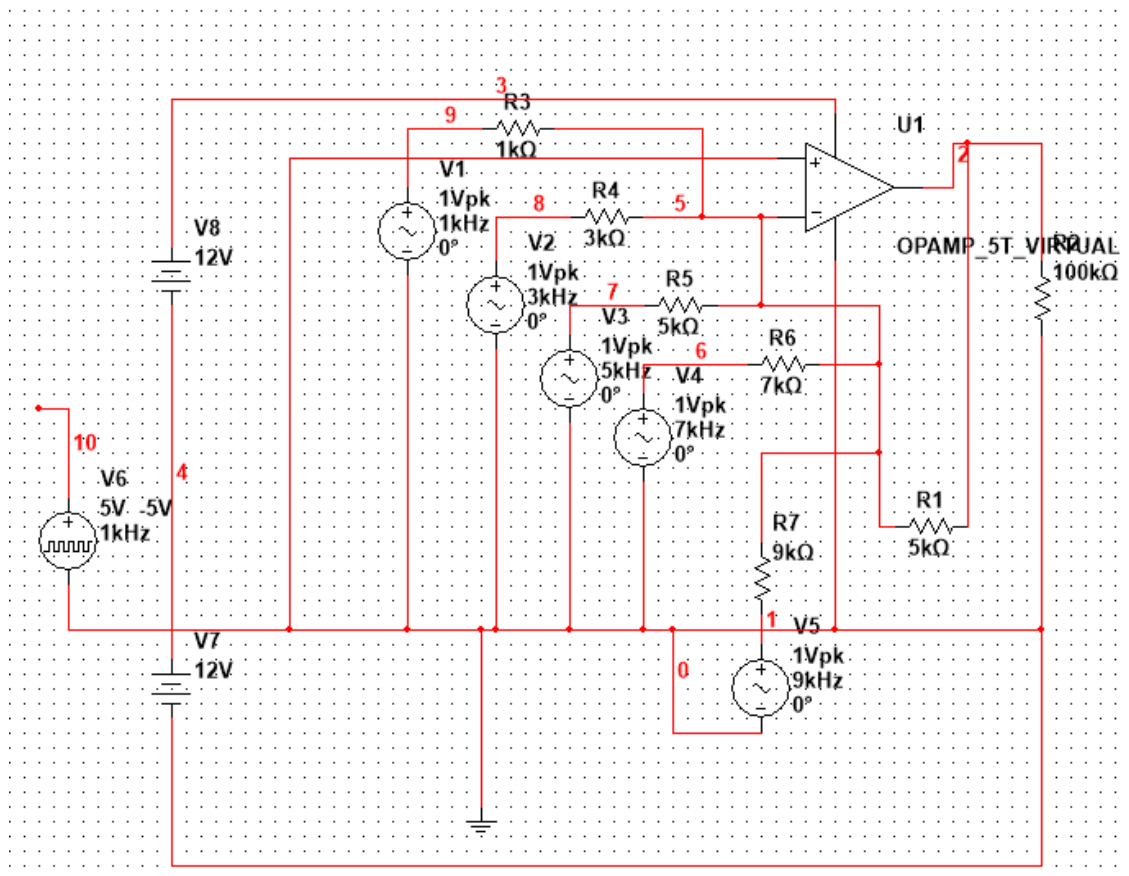 3
R3
9
1kΩ
U1
+
2
V1
1Vpk
1kHz
0°
+
−
R4
8
5
3kΩ
−
OPAMP_5T_VIRTUAL
R2
100kΩ
V8
12V
V2
1Vpk
3kHz
0°
+
−
R5
7
5kΩ
V3
1Vpk
5kHz
0°
+
−
R6
6
7kΩ
V4
1Vpk
7kHz
0°
+
−
10
4
V6
5V -5V
1kHz
+
R1
5kΩ
R7
9kΩ
1
V5
1Vpk
9kHz
0°
+
−
0
V7
12V